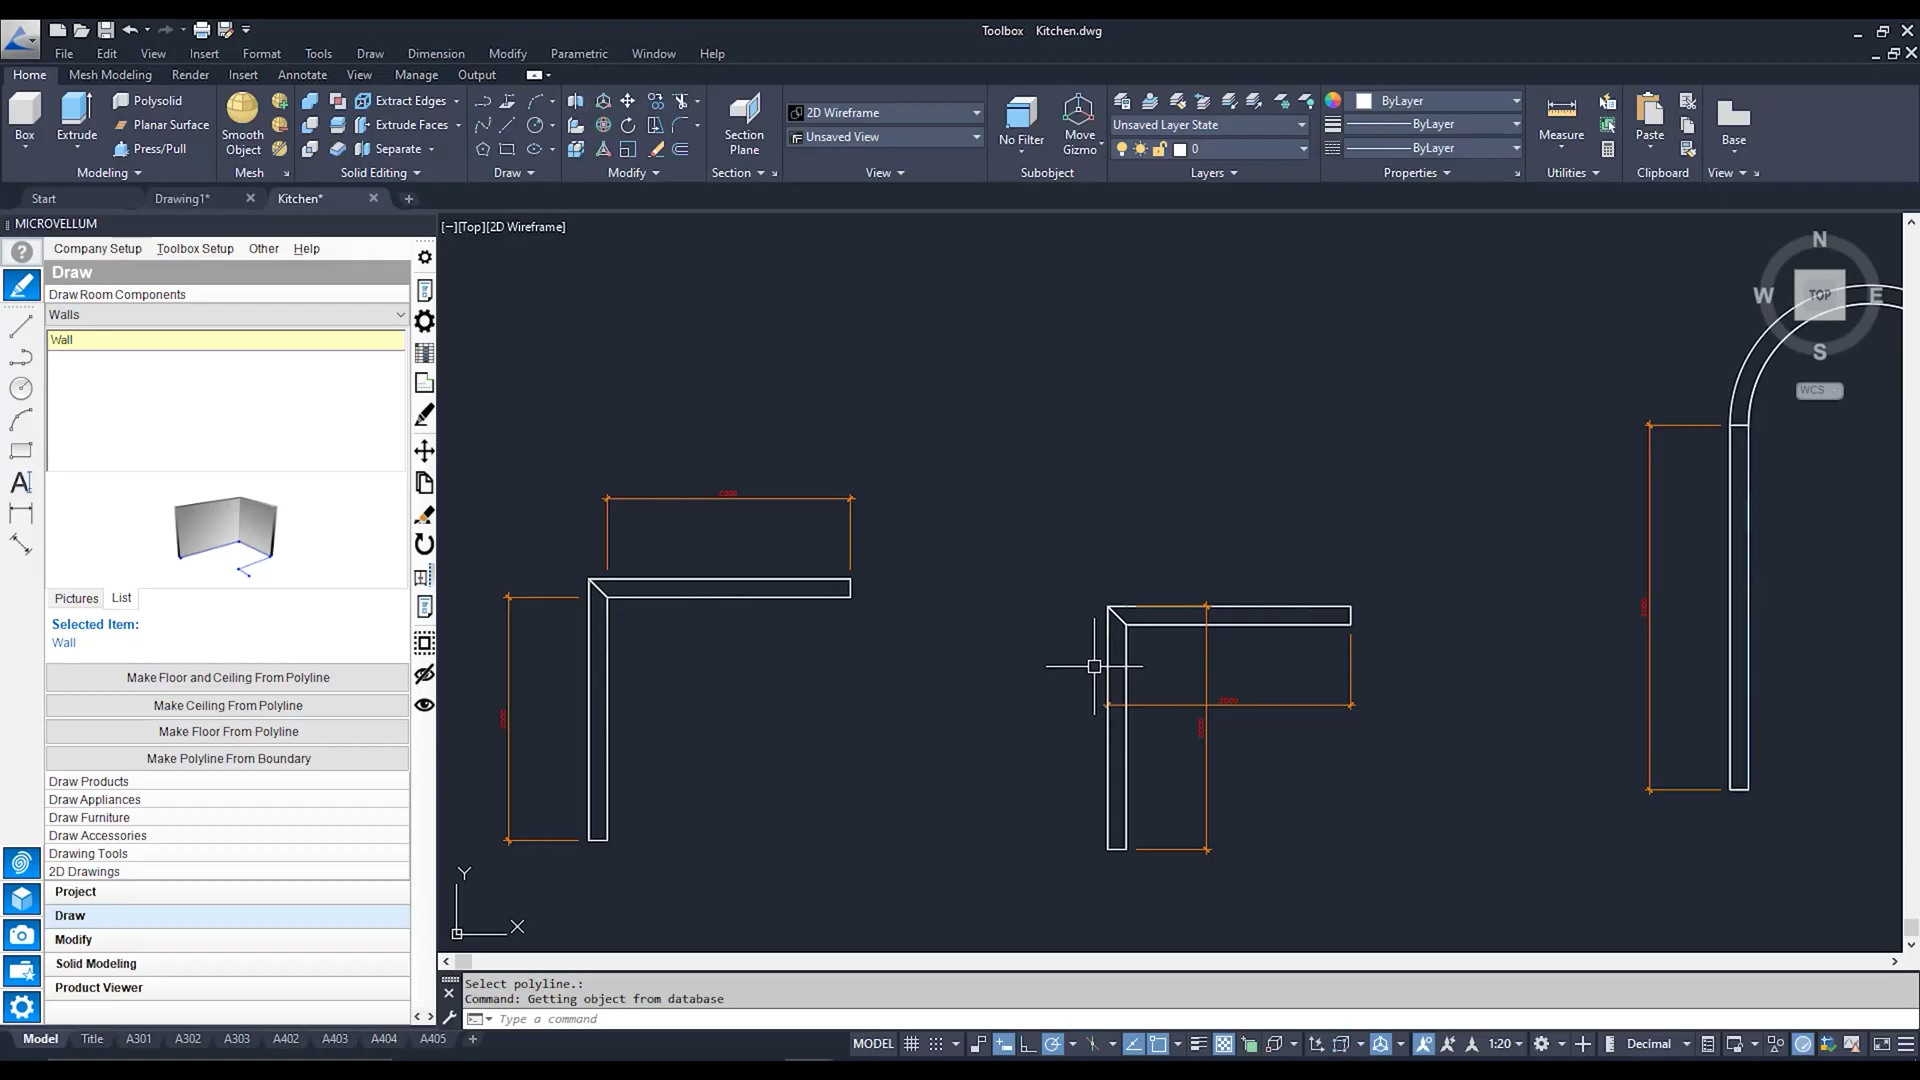 Toolbox Kitchen.dwg
File Edit View Insert Format Tools Draw Dimension Modify Parametric Window Help
Home Mesh Modeling Render Insert Annotate View Manage Output
Box
Extrude
Polysolid
Planar Surface
Press/Pull
Modeling
Smooth
Object
Mesh
Extract Edges
Extrude Faces
Separate
Solid Editing
Draw
Modify
Section
Plane
Section
2D Wireframe
Unsaved View
View
No Filter
Move
Gizmo
Subobject
Unsaved Layer State
0
Layers
ByLayer
ByLayer
ByLayer
Properties
Measure
Utilities
Paste
Clipboard
Base
View
Start Drawing1* Kitchen*
MICROVELLUM
Company Setup Toolbox Setup Other Help
Draw
Draw Room Components
Walls
Wall
Pictures List
Selected Item:
Wall
Make Floor and Ceiling From Polyline
Make Ceiling From Polyline
Make Floor From Polyline
Make Polyline From Boundary
Draw Products
Draw Appliances
Draw Furniture
Draw Accessories
Drawing Tools
2D Drawings
Project
Draw
Modify
Solid Modeling
Product Viewer
[−][Top][2D Wireframe]
N
W TOP E
S
WCS
2000
2000
Y
X
Select polyline.:
Command: Getting object from database
Type a command
Model Title A301 A302 A303 A402 A403 A404 A405
MODEL 1:20 Decimal